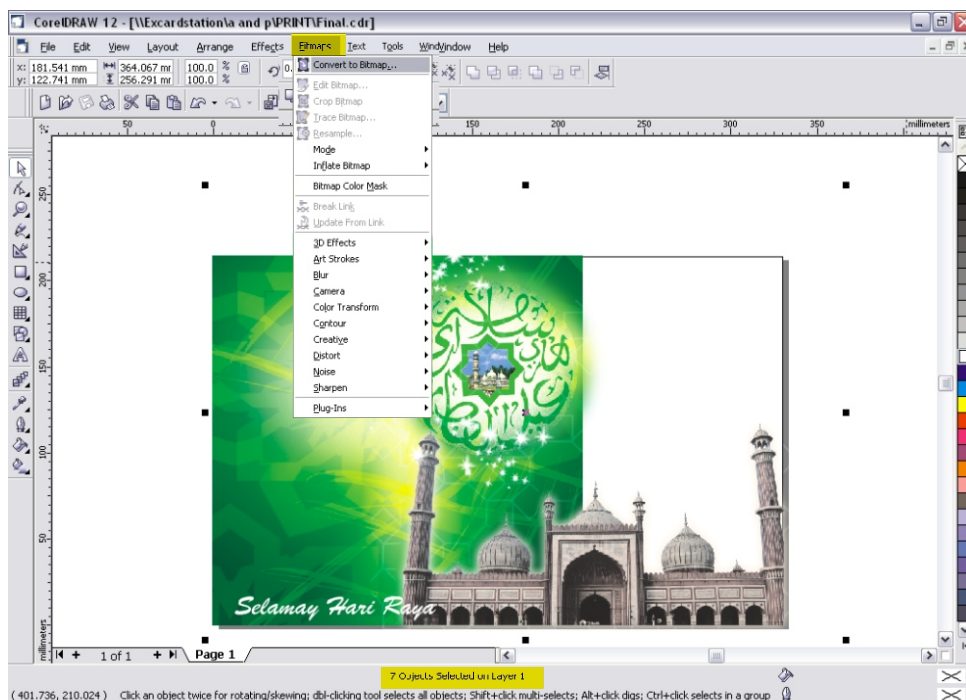 CorelDRAW 12 - [\\Excardstation\a and p\PRINT\Final.cdr]
File Edit View Layout Arrange Effects Bitmaps Text Tools WindWindow Help
x: 181.541 mm 364.067 mr 100.0 %
y: 122.741 mm 256.291 mr 100.0 %
Convert to Bitmap...
Edit Bitmap...
Crop Bitmap
Trace Bitmap...
Resample...
Mode
Inflate Bitmap
Bitmap Color Mask
Break Link
Update From Link
3D Effects
Art Strokes
Blur
Camera
Color Transform
Contour
Creative
Distort
Noise
Sharpen
Plug-Ins
50 0 150 200 250 300 350 millimeters
250
200
150
100
50
millimeters
Selamay Hari Raya
1 of 1 Page 1
7 Objects Selected on Layer 1
( 401.736, 210.024 ) Click an object twice for rotating/skewing; dbl-clicking tool selects all objects; Shift+click multi-selects; Alt+click digs; Ctrl+click selects in a group